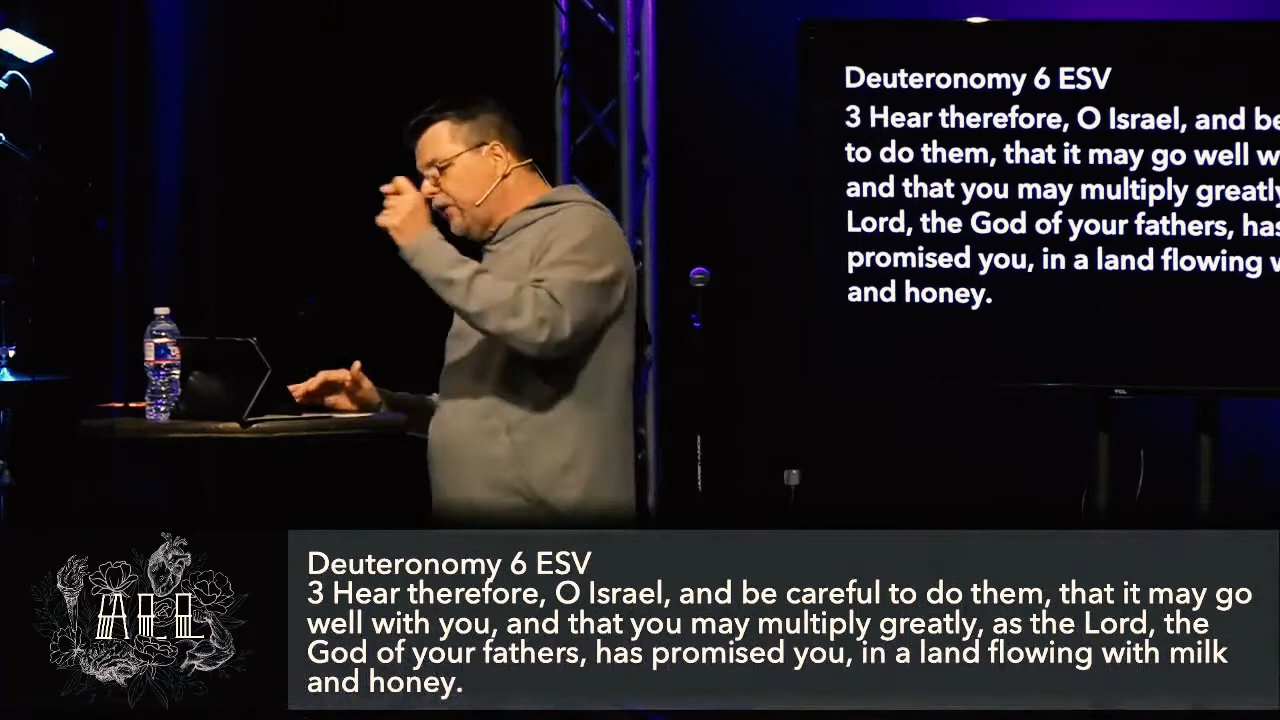 Deuteronomy 6 ESV
3 Hear therefore, O Israel, and be
to do them, that it may go well w
and that you may multiply greatly
Lord, the God of your fathers, has
promised you, in a land flowing w
and honey.
TCL
ALL
Deuteronomy 6 ESV
3 Hear therefore, O Israel, and be careful to do them, that it may go
well with you, and that you may multiply greatly, as the Lord, the
God of your fathers, has promised you, in a land flowing with milk
and honey.